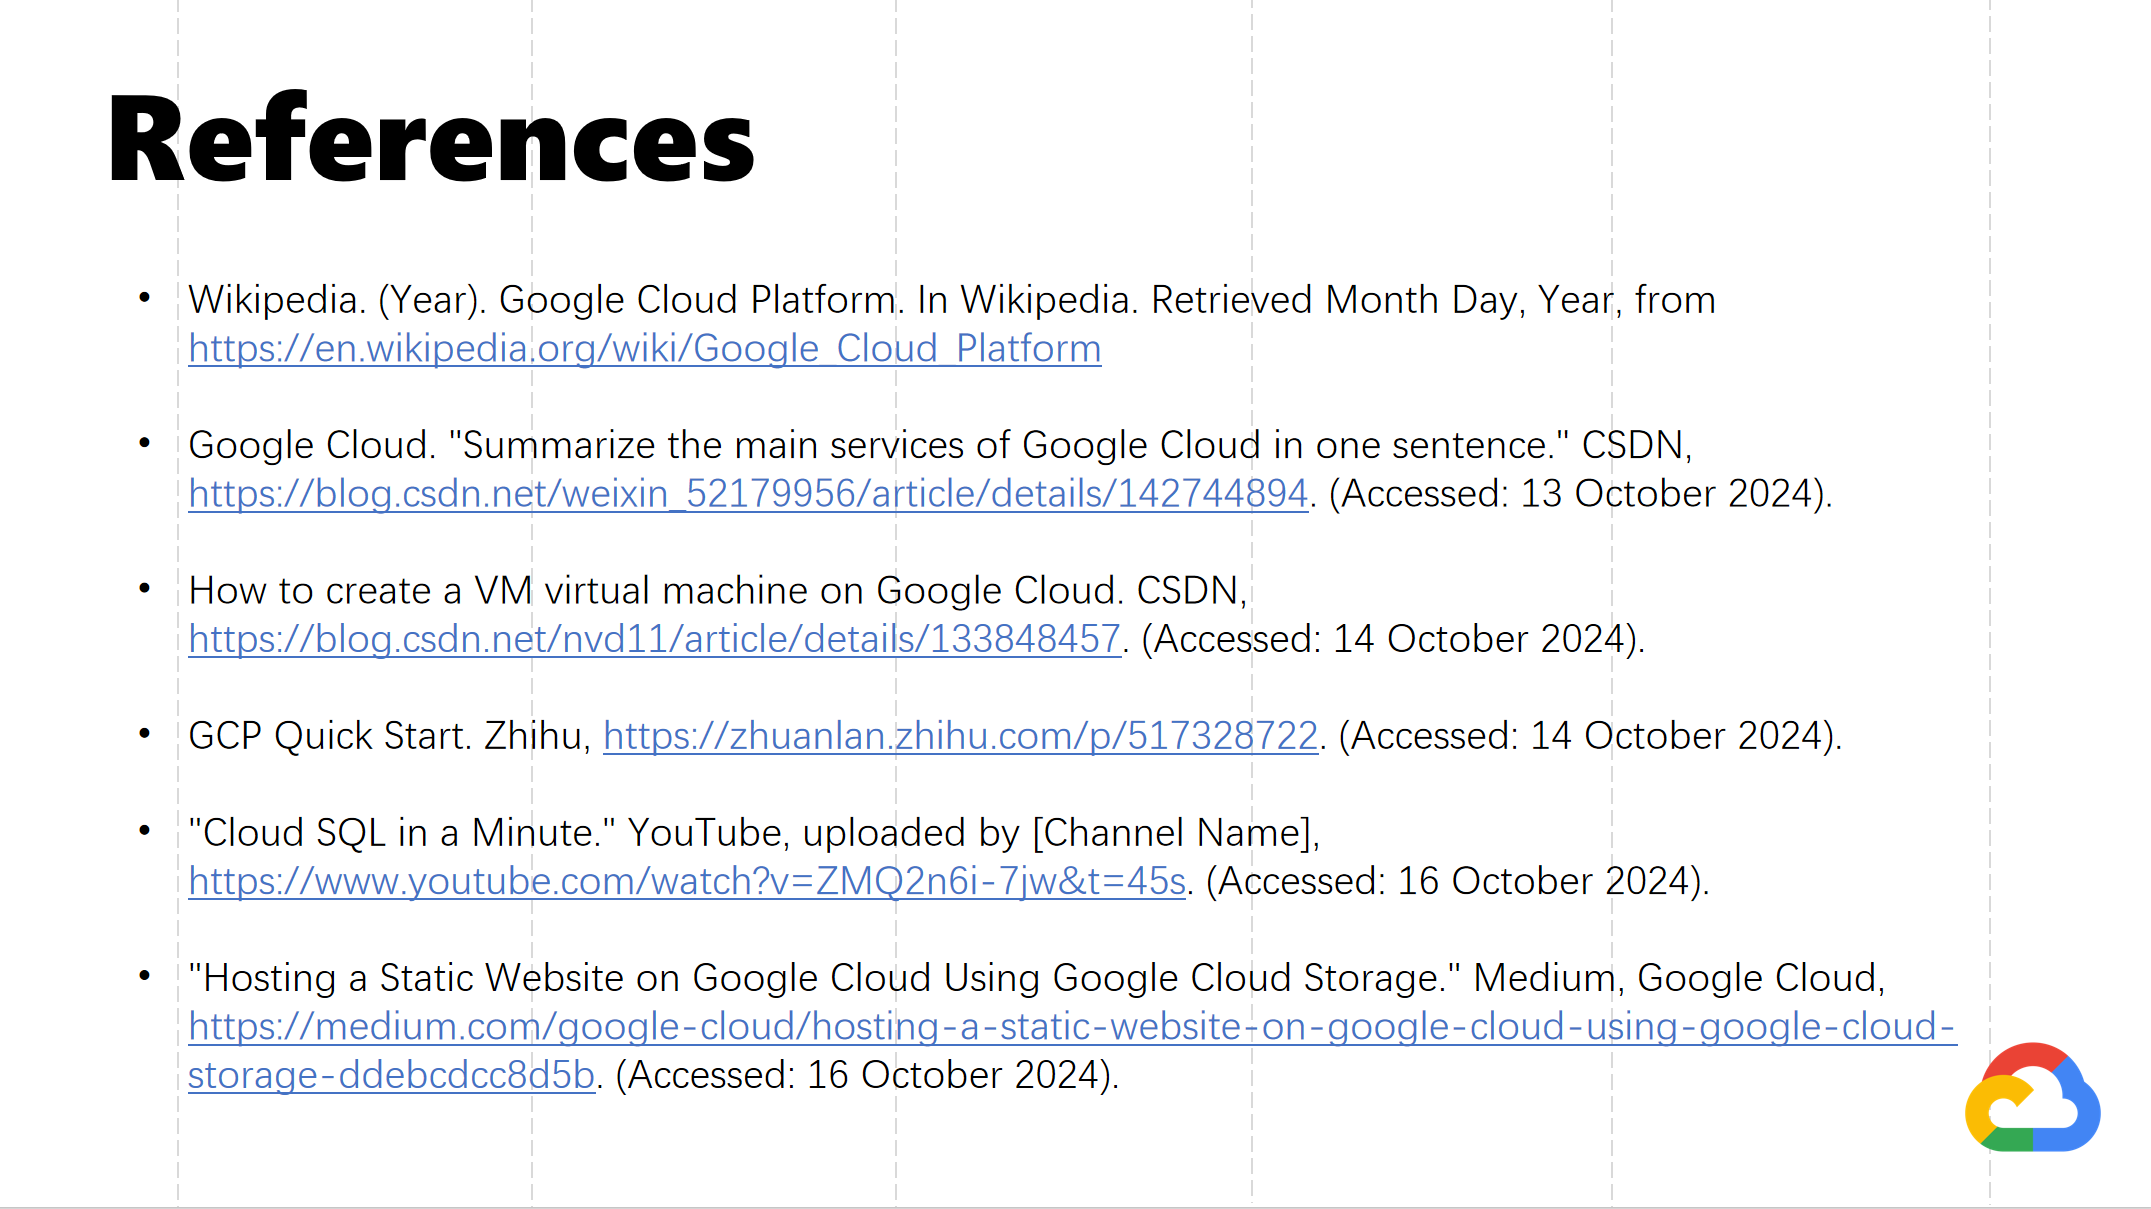 References
• Wikipedia. (Year). Google Cloud Platform. In Wikipedia. Retrieved Month Day, Year, from
https://en.wikipedia.org/wiki/Google_Cloud_Platform
• Google Cloud. "Summarize the main services of Google Cloud in one sentence." CSDN,
https://blog.csdn.net/weixin_52179956/article/details/142744894. (Accessed: 13 October 2024).
• How to create a VM virtual machine on Google Cloud. CSDN,
https://blog.csdn.net/nvd11/article/details/133848457. (Accessed: 14 October 2024).
• GCP Quick Start. Zhihu, https://zhuanlan.zhihu.com/p/517328722. (Accessed: 14 October 2024).
• "Cloud SQL in a Minute." YouTube, uploaded by [Channel Name],
https://www.youtube.com/watch?v=ZMQ2n6i-7jw&t=45s. (Accessed: 16 October 2024).
• "Hosting a Static Website on Google Cloud Using Google Cloud Storage." Medium, Google Cloud,
https://medium.com/google-cloud/hosting-a-static-website-on-google-cloud-using-google-cloud-
storage-ddebcdcc8d5b. (Accessed: 16 October 2024).